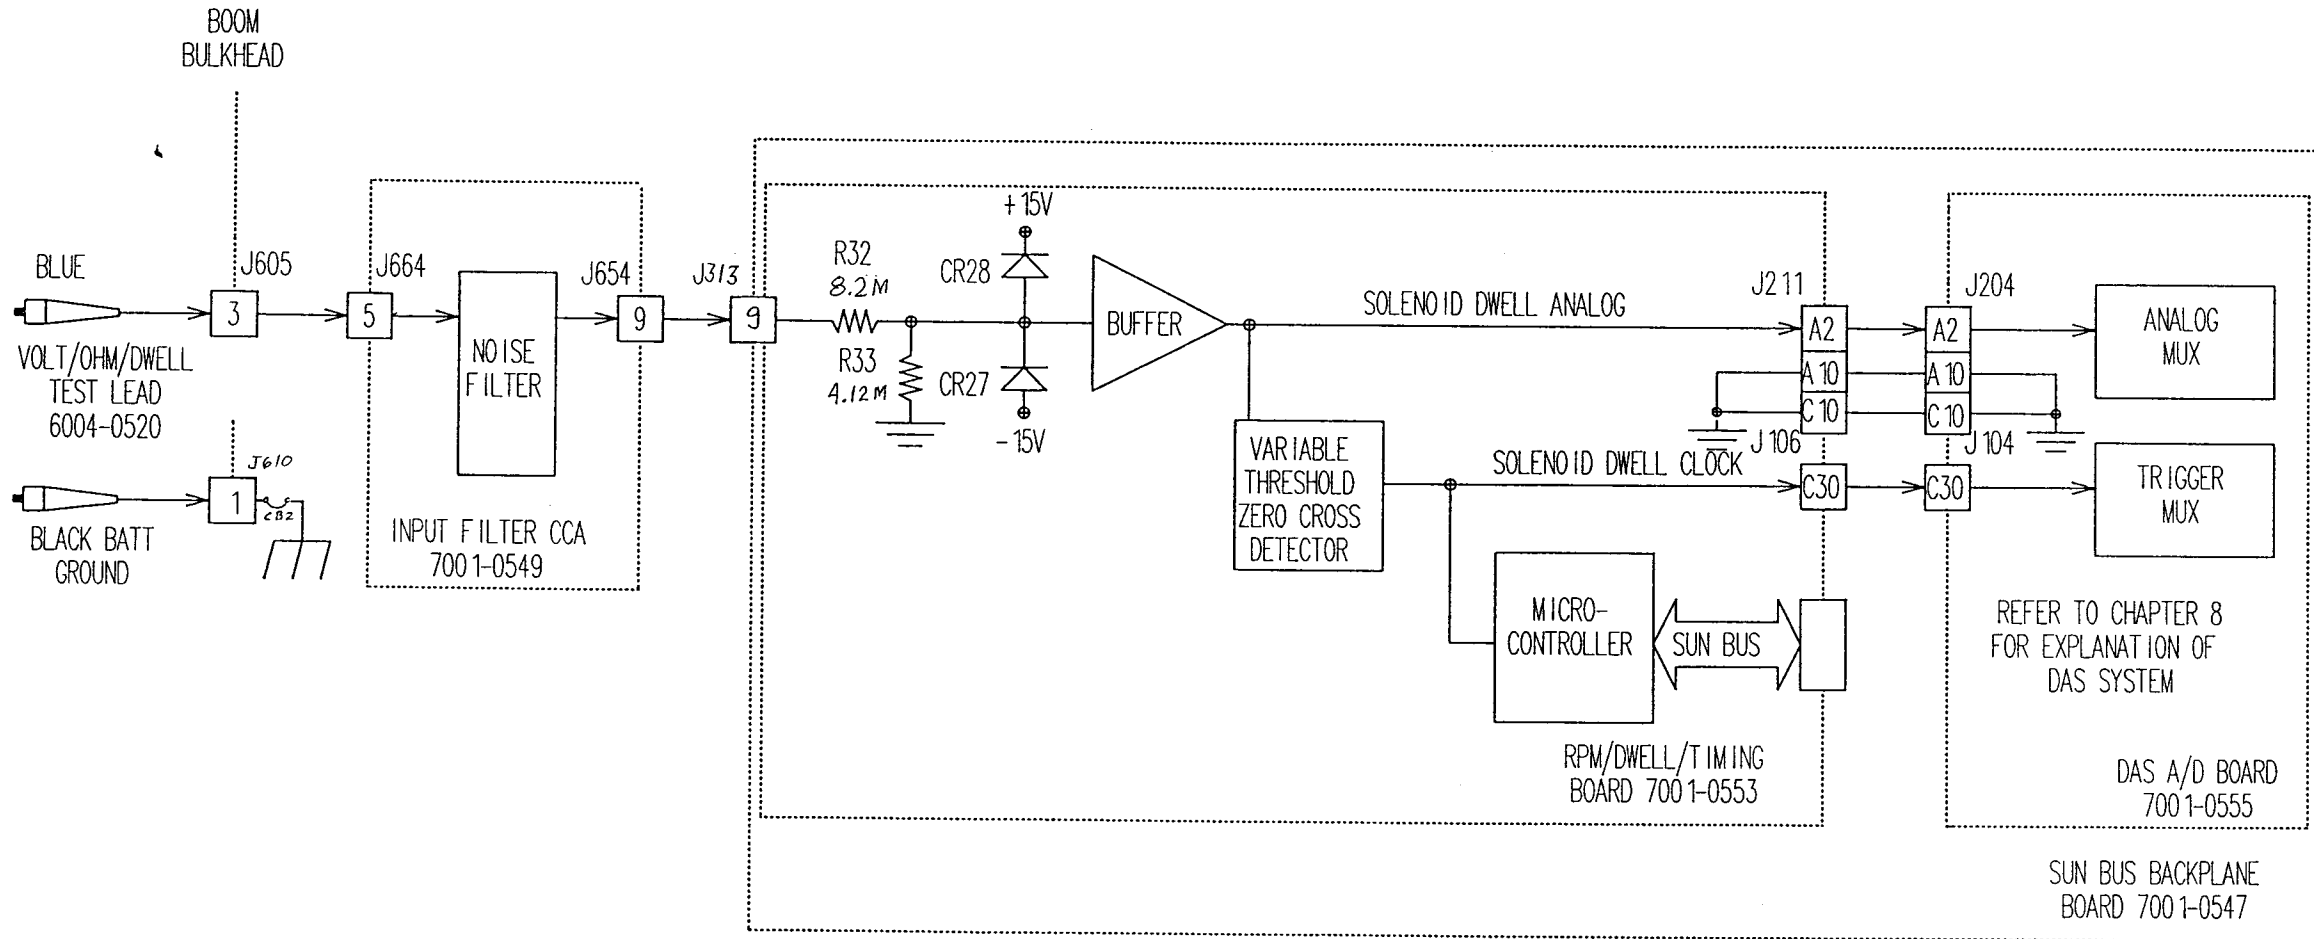 BOOM
BULKHEAD
BLUE
VOLT/OHM/DWELL
TEST LEAD
6004-0520
J605
3
J610
1
CB2
BLACK BATT
GROUND
J664
5
NOISE
FILTER
J654
9
INPUT FILTER CCA
7001-0549
J313
9
R32
8.2M
R33
4.12M
+15V
CR28
CR27
-15V
BUFFER
SOLENOID DWELL ANALOG
VARIABLE
THRESHOLD
ZERO CROSS
DETECTOR
SOLENOID DWELL CLOCK
MICRO-
CONTROLLER
SUN BUS
RPM/DWELL/TIMING
BOARD 7001-0553
J211
A2
A10
C10
J106
C30
J204
A2
A10
C10
J104
C30
ANALOG
MUX
TRIGGER
MUX
REFER TO CHAPTER 8
FOR EXPLANATION OF
DAS SYSTEM
DAS A/D BOARD
7001-0555
SUN BUS BACKPLANE
BOARD 7001-0547